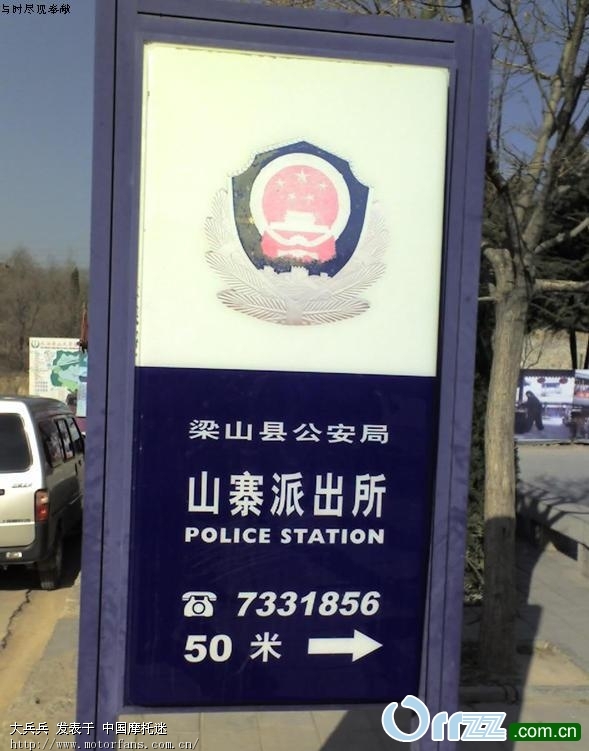 与时尽观奉献
梁山县公安局
山寨派出所
POLICE STATION
☎ 7331856
50 米 →
大兵兵 发表于 中国摩托迷
http://www.motorfans.com.cn/
Orrzz.com.cn